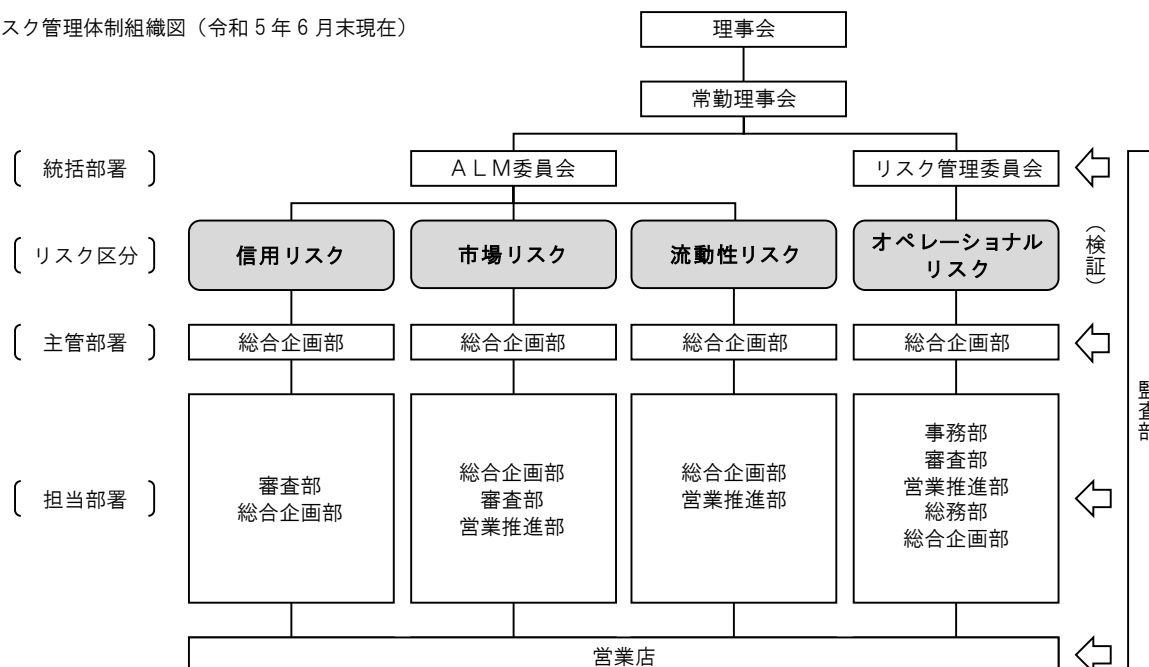 スク管理体制組織図（令和５年６月末現在）
理事会
常勤理事会
統括部署
ＡＬＭ委員会
リスク管理委員会
リスク区分
信用リスク
市場リスク
流動性リスク
オペレーショナル
リスク
（検証）
主管部署
総合企画部
総合企画部
総合企画部
総合企画部
監査部
担当部署
審査部
総合企画部
総合企画部
審査部
営業推進部
総合企画部
営業推進部
事務部
審査部
営業推進部
総務部
総合企画部
営業店